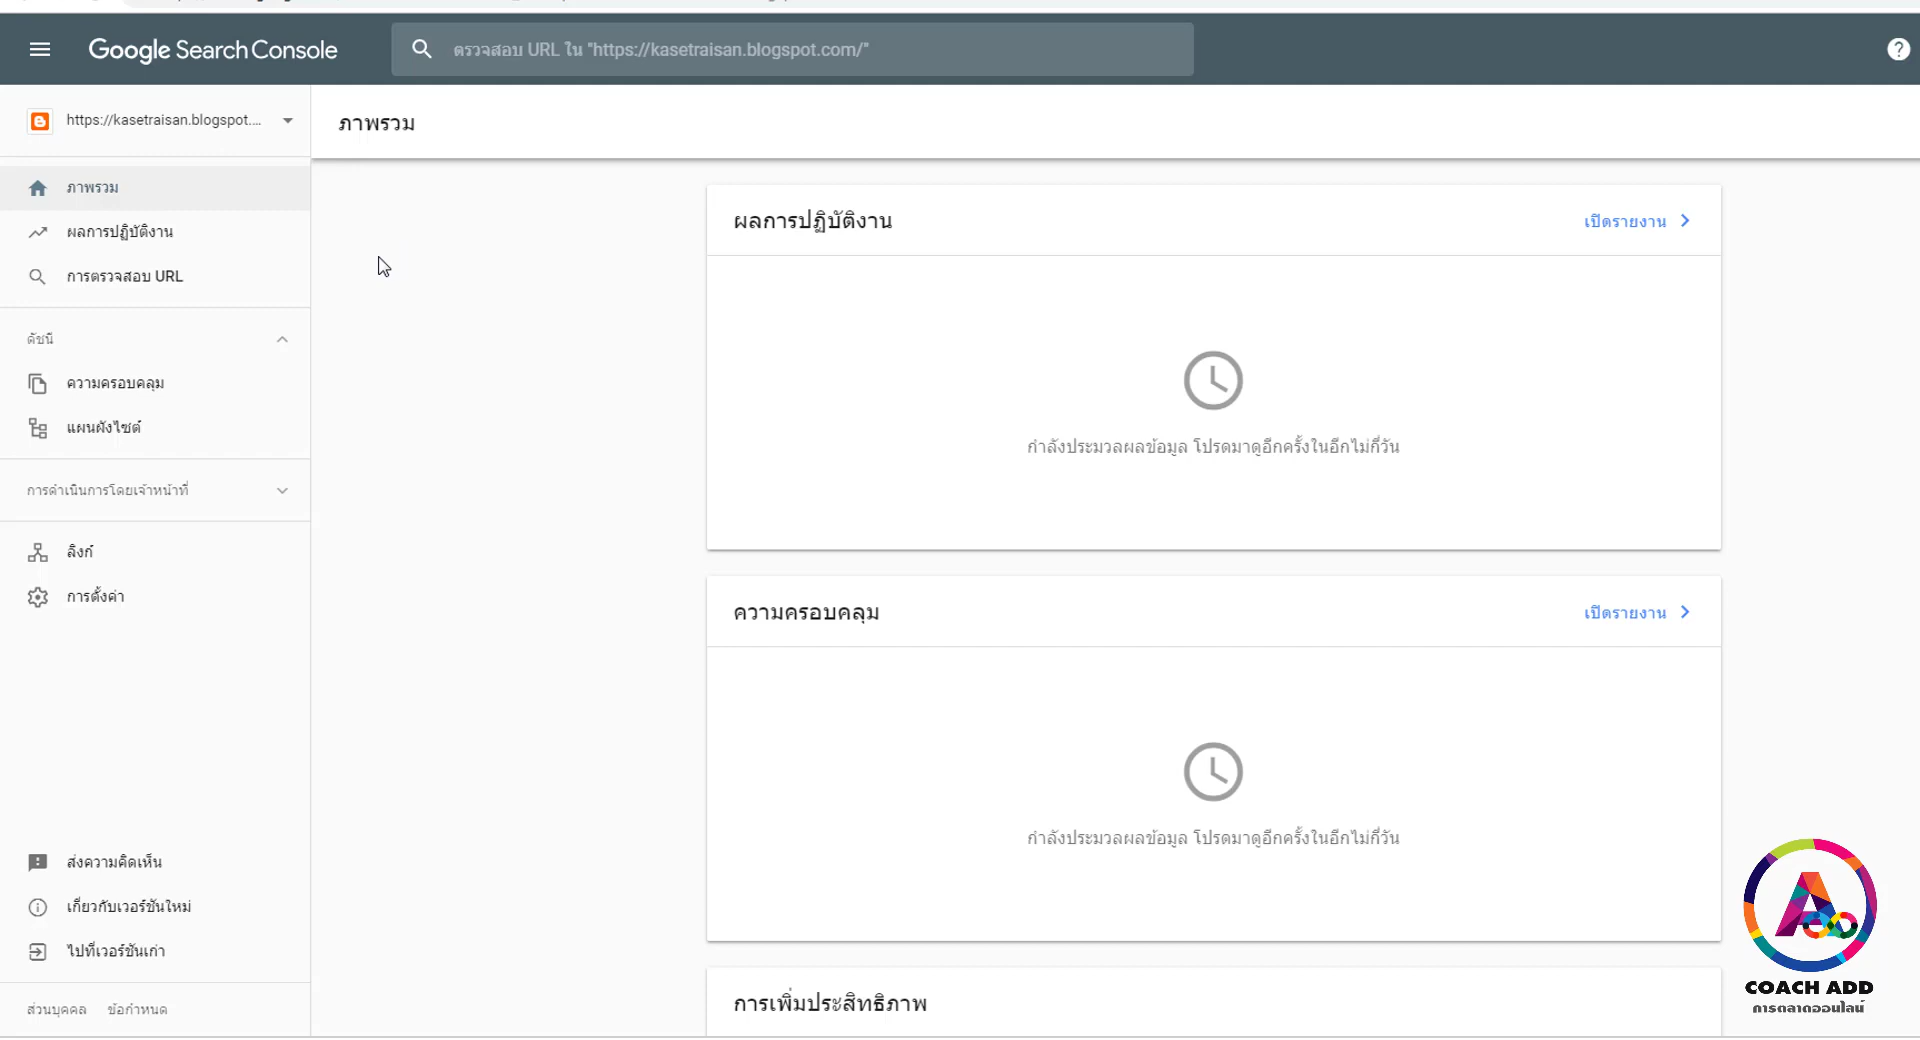 Google Search Console
ตรวจสอบ URL ใน "https://kasetraisan.blogspot.com/"
https://kasetraisan.blogspot....
ภาพรวม
ภาพรวม
ผลการปฏิบัติงาน
การตรวจสอบ URL
ดัชนี
ความครอบคลุม
แผนผังไซต์
การดำเนินการโดยเจ้าหน้าที่
ลิงก์
การตั้งค่า
ส่งความคิดเห็น
เกี่ยวกับเวอร์ชันใหม่
ไปที่เวอร์ชันเก่า
ส่วนบุคคล ข้อกำหนด
ผลการปฏิบัติงาน
เปิดรายงาน
กำลังประมวลผลข้อมูล โปรดมาดูอีกครั้งในอีกไม่กี่วัน
ความครอบคลุม
เปิดรายงาน
กำลังประมวลผลข้อมูล โปรดมาดูอีกครั้งในอีกไม่กี่วัน
การเพิ่มประสิทธิภาพ
COACH ADD
การตลาดออนไลน์